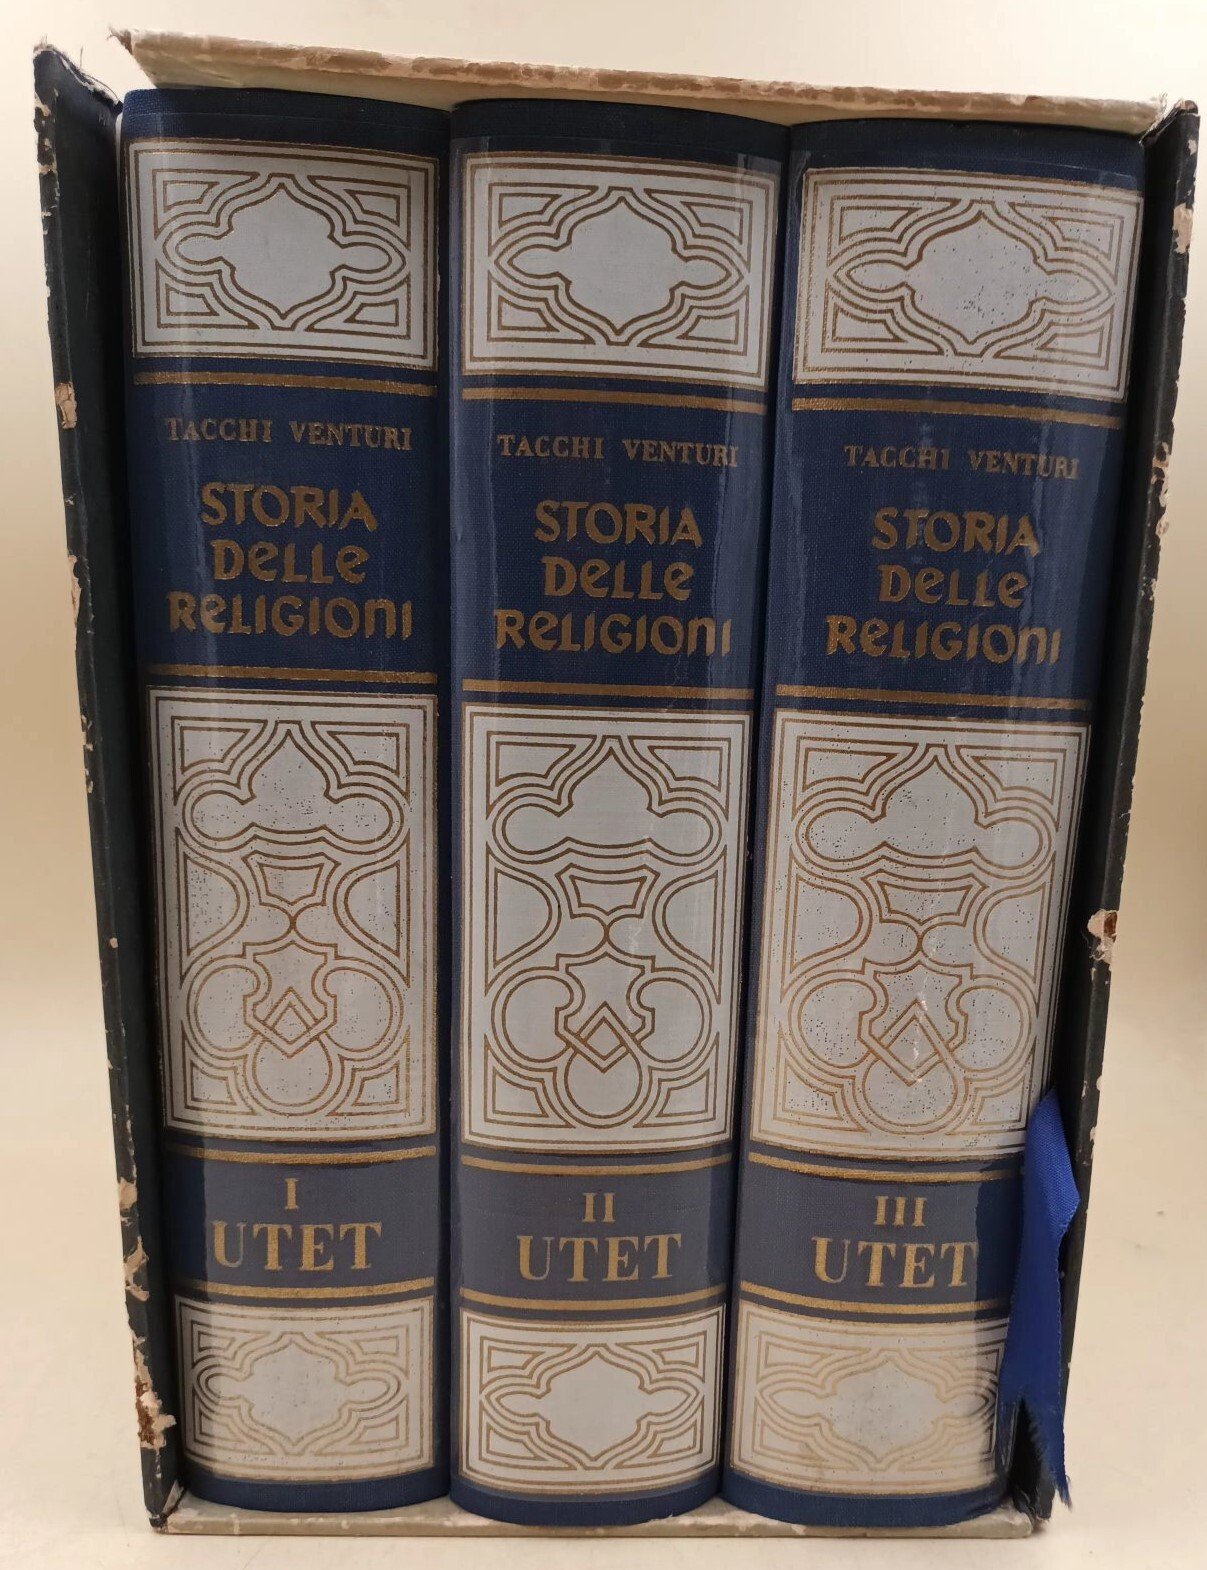 TACCHI VENTURI
STORIA
DELLE
RELIGIONI
I
UTET
TACCHI VENTURI
STORIA
DELLE
RELIGIONI
II
UTET
TACCHI VENTURI
STORIA
DELLE
RELIGIONI
III
UTET